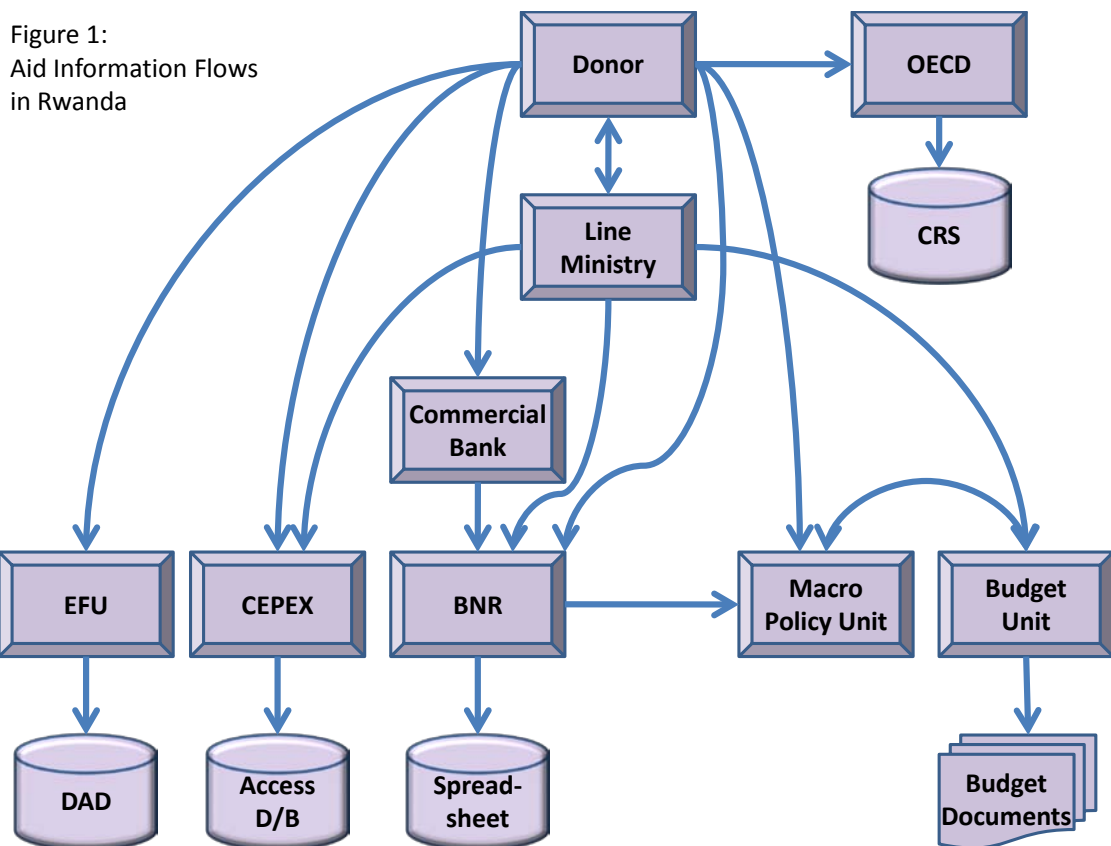 Figure 1:
Aid Information Flows
in Rwanda
Donor
OECD
Line
Ministry
CRS
Commercial
Bank
EFU
CEPEX
BNR
Macro
Policy Unit
Budget
Unit
DAD
Access
D/B
Spread-
sheet
Budget
Documents